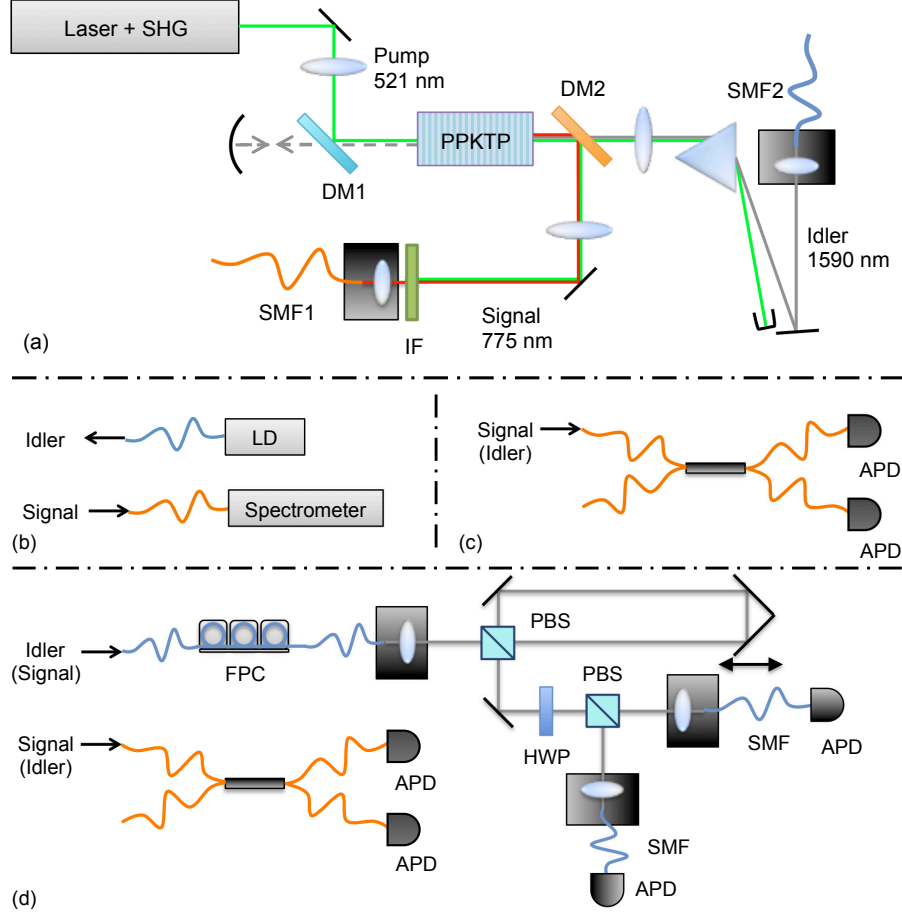 Laser + SHG
Pump
521 nm
DM2
SMF2
PPKTP
DM1
Idler
1590 nm
SMF1
Signal
775 nm
IF
(a)
Idler
LD
Signal
Spectrometer
(b)
Signal
(Idler)
APD
APD
(c)
PBS
Idler
(Signal)
FPC
PBS
HWP
SMF
APD
Signal
(Idler)
APD
APD
SMF
APD
(d)